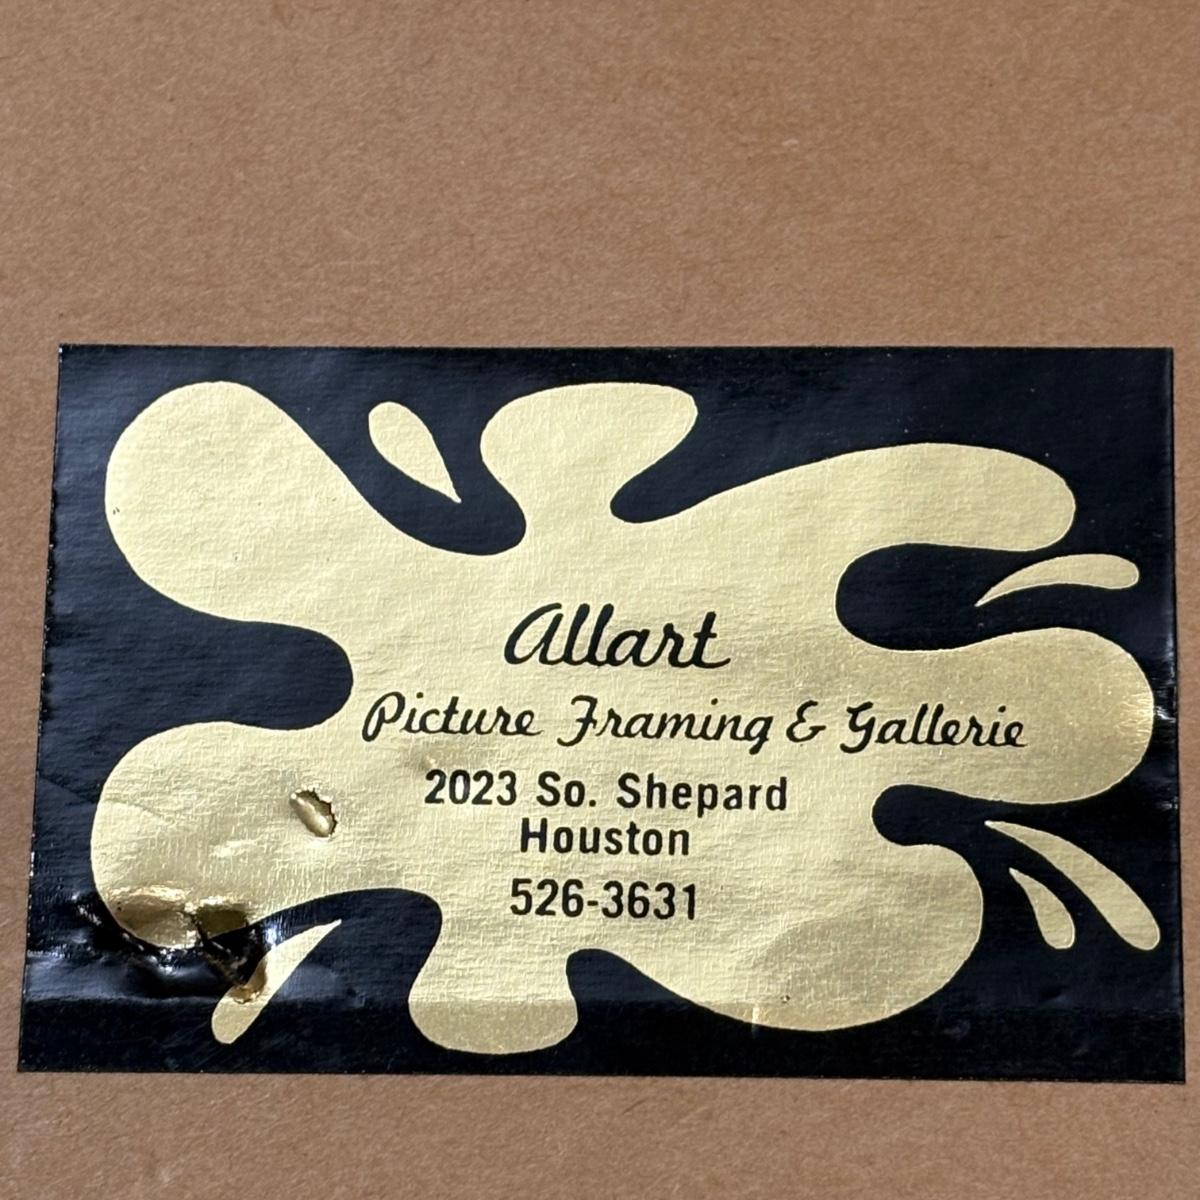 Allart
Picture Framing & Gallerie
2023 So. Shepard
Houston
526-3631